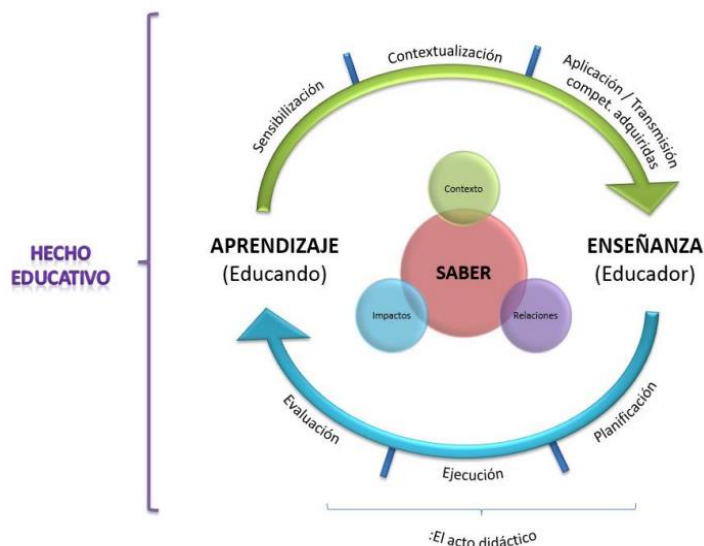 Sensibilización
Contextualización
Aplicación / Transmisión
compet. adquiridas
Contexto
HECHO
EDUCATIVO
APRENDIZAJE
(Educando)
SABER
ENSEÑANZA
(Educador)
Impactos
Relaciones
Evaluación
Ejecución
Planificación
:El acto didáctico